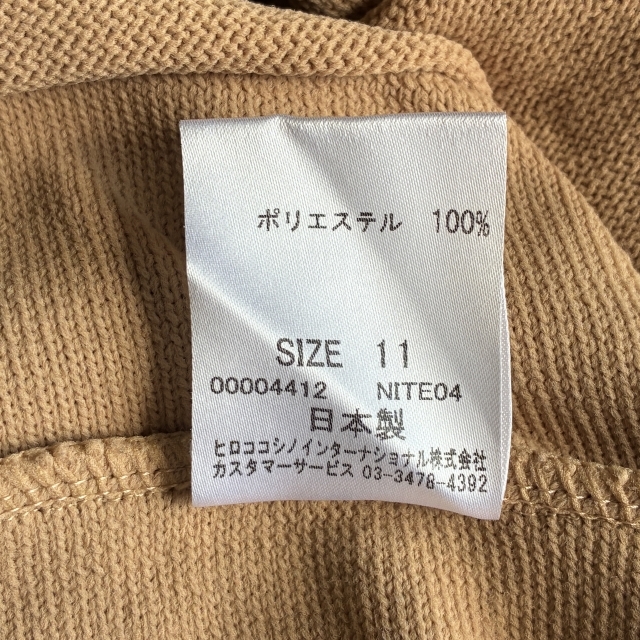 ポリエステル 100%
SIZE 11
00004412 NITE04
日本製
ヒロココシノインターナショナル株式会社
カスタマーサービス 03-3478-4392